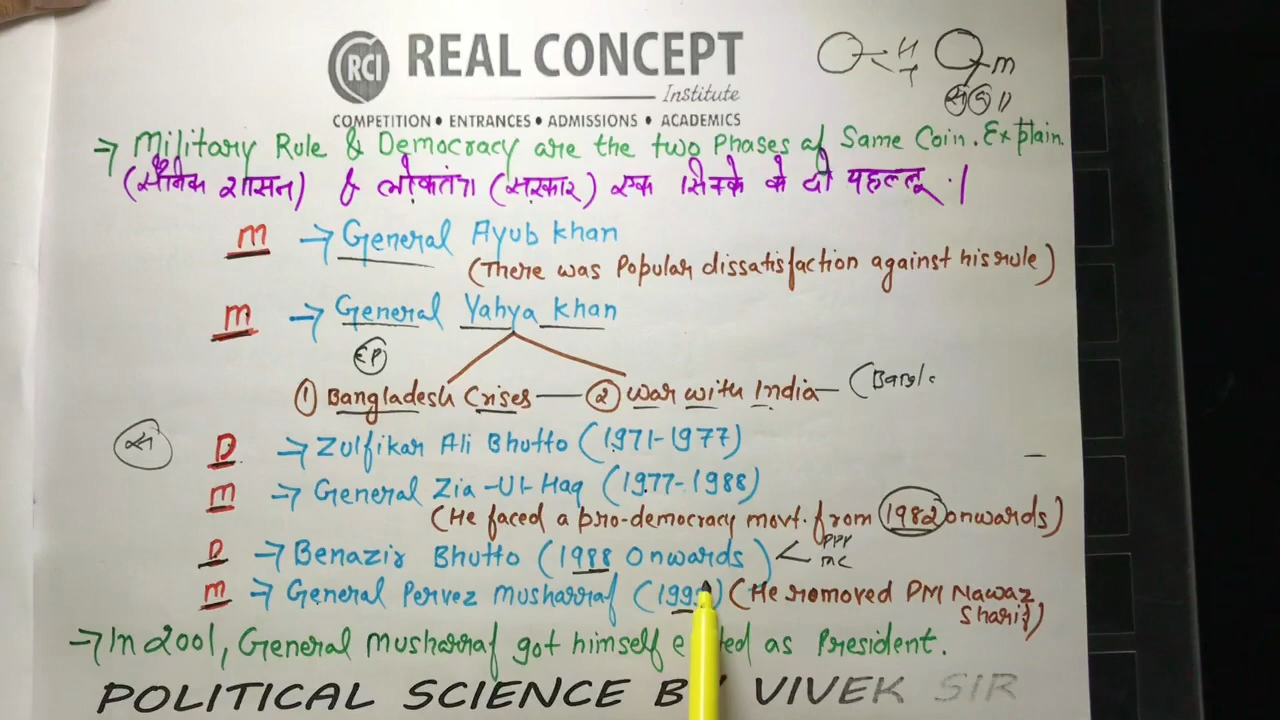 RCI REAL CONCEPT
Institute
COMPETITION • ENTRANCES • ADMISSIONS • ACADEMICS
H
T
m
→ Military Rule & Democracy are the two Phases of Same Coin. Explain.
(सैनिक शासन) & लोकतंत्र (सरकार) एक सिक्के के दो पहल्लू.।
m → General Ayub Khan
(There was Popular dissatisfaction against his rule)
m → General Yahya Khan
EP
① Bangladesh Crises — ② War with India — (Bangl
D → Zulfikar Ali Bhutto (1971-1977)
m → General Zia-Ul-Haq (1977-1988)
(He faced a pro-democracy movt. from 1982 onwards)
D → Benazir Bhutto (1988 Onwards) < PPP
MC
m → General Pervez Musharraf (1999) (He removed PM Nawaz
Sharif)
→ In 2001, General Musharraf got himself as President.
POLITICAL SCIENCE BY VIVEK SIR